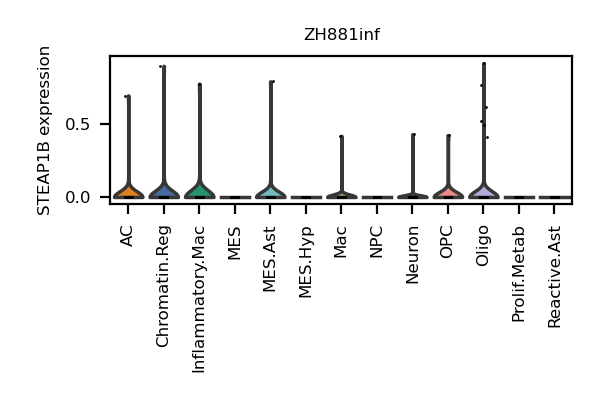 ZH881inf
STEAP1B expression
0.5
0.0
AC
Chromatin.Reg
Inflammatory.Mac
MES
MES.Ast
MES.Hyp
Mac
NPC
Neuron
OPC
Oligo
Prolif.Metab
Reactive.Ast